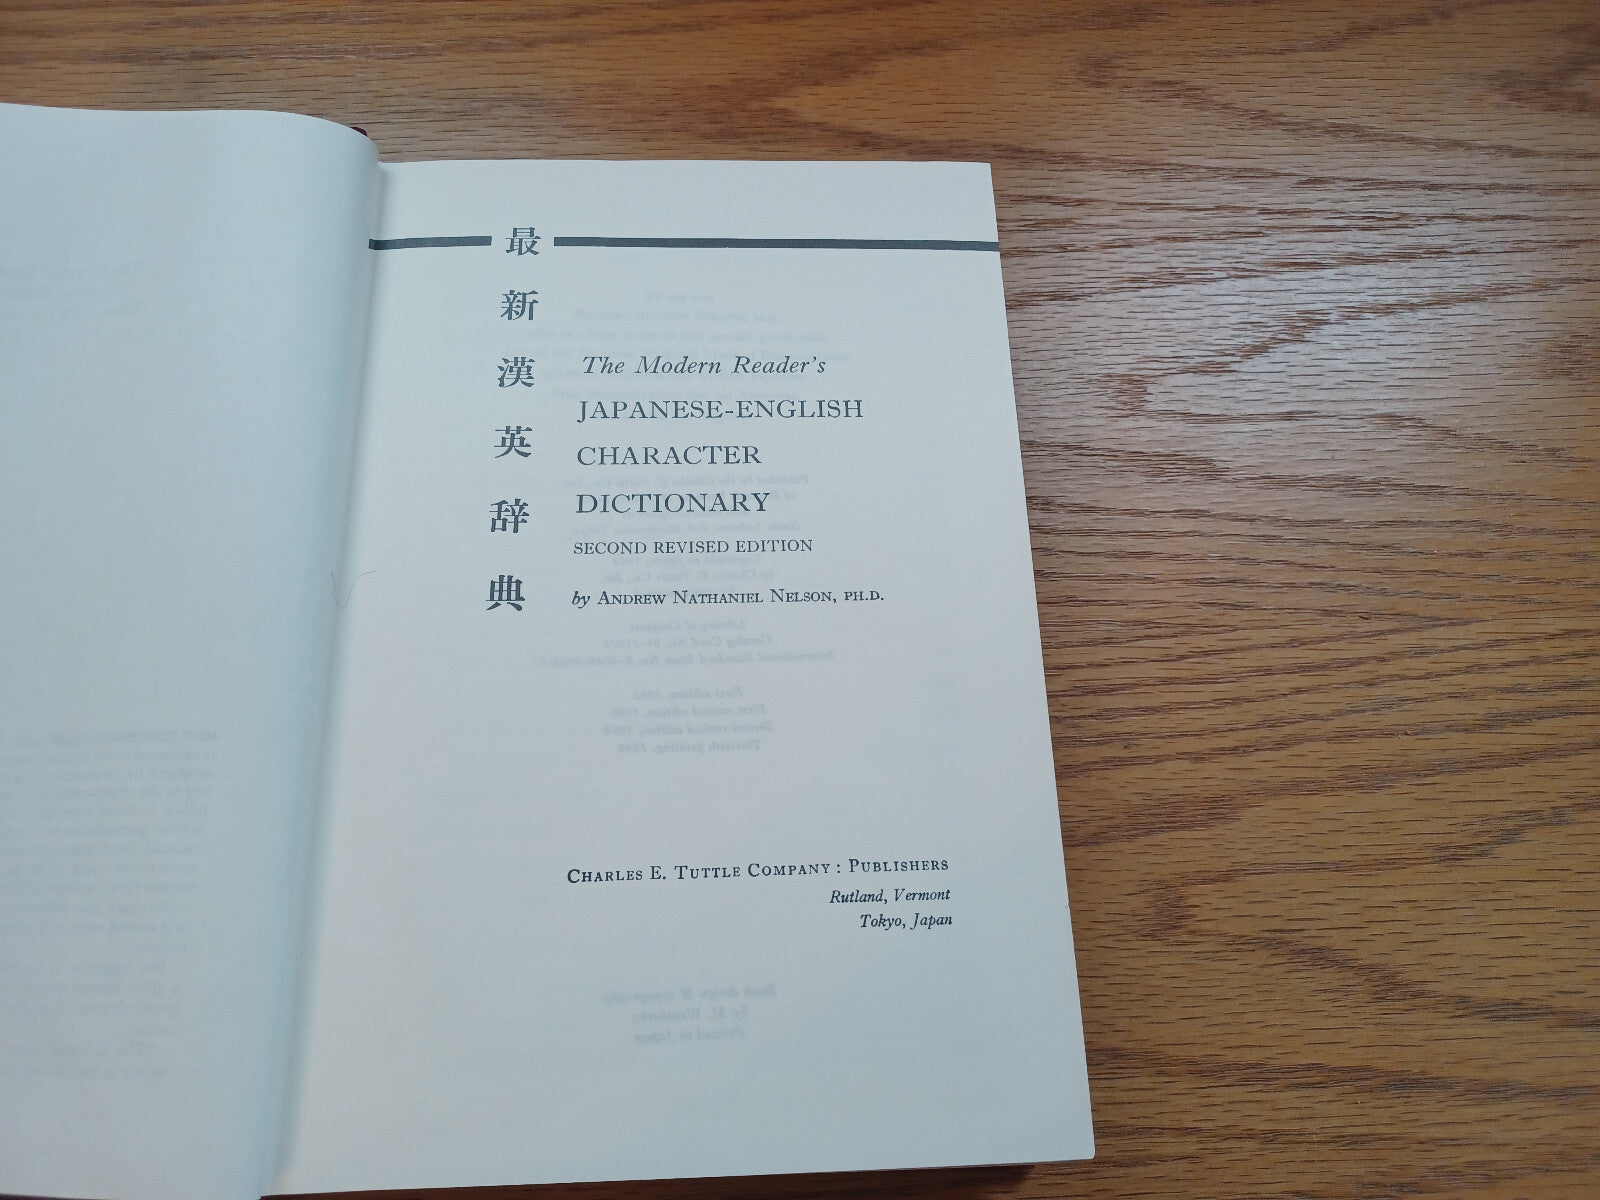 最新漢英辞典
The Modern Reader's
JAPANESE-ENGLISH
CHARACTER
DICTIONARY
SECOND REVISED EDITION
by ANDREW NATHANIEL NELSON, PH.D.
CHARLES E. TUTTLE COMPANY : PUBLISHERS
Rutland, Vermont
Tokyo, Japan